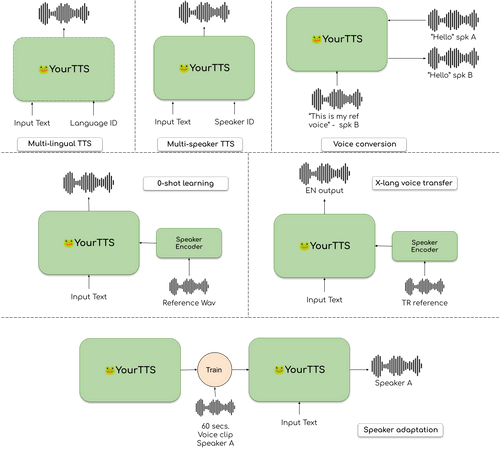 YourTTS
Input Text
Language ID
Multi-lingual TTS
YourTTS
Input Text
Speaker ID
Multi-speaker TTS
YourTTS
"Hello" spk A
"Hello" spk B
"This is my ref
voice" - spk B
Voice conversion
0-shot learning
YourTTS
Speaker
Encoder
Input Text
Reference Wav
EN output
X-lang voice transfer
YourTTS
Speaker
Encoder
Input Text
TR reference
YourTTS
Train
YourTTS
Speaker A
60 secs.
Voice clip
Speaker A
Input Text
Speaker adaptation